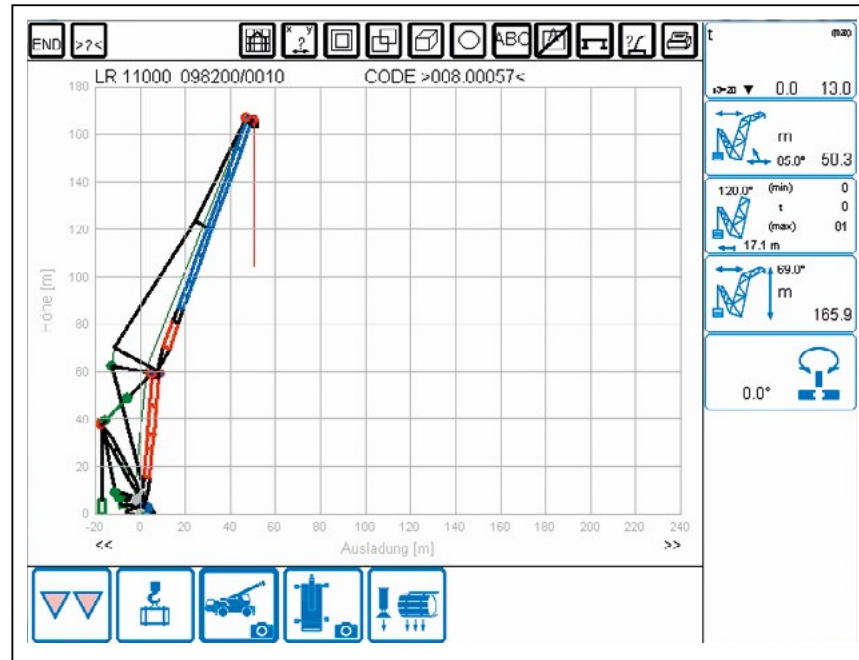 END >?< x y ? ABC ?
LR 11000 098200/0010 CODE >008.00057<
180
160
140
120
100
80
60
40
20
0
Höhe [m]
-20 0 20 40 60 80 100 120 140 160 180 200 220 240
<< Ausladung [m] >>
t (max)
▼ 0.0 13.0
m
85.0° 50.3
120.0° (min) 0
t 0
(max) 81
17.1 m
69.0°
m
165.9
0.0°